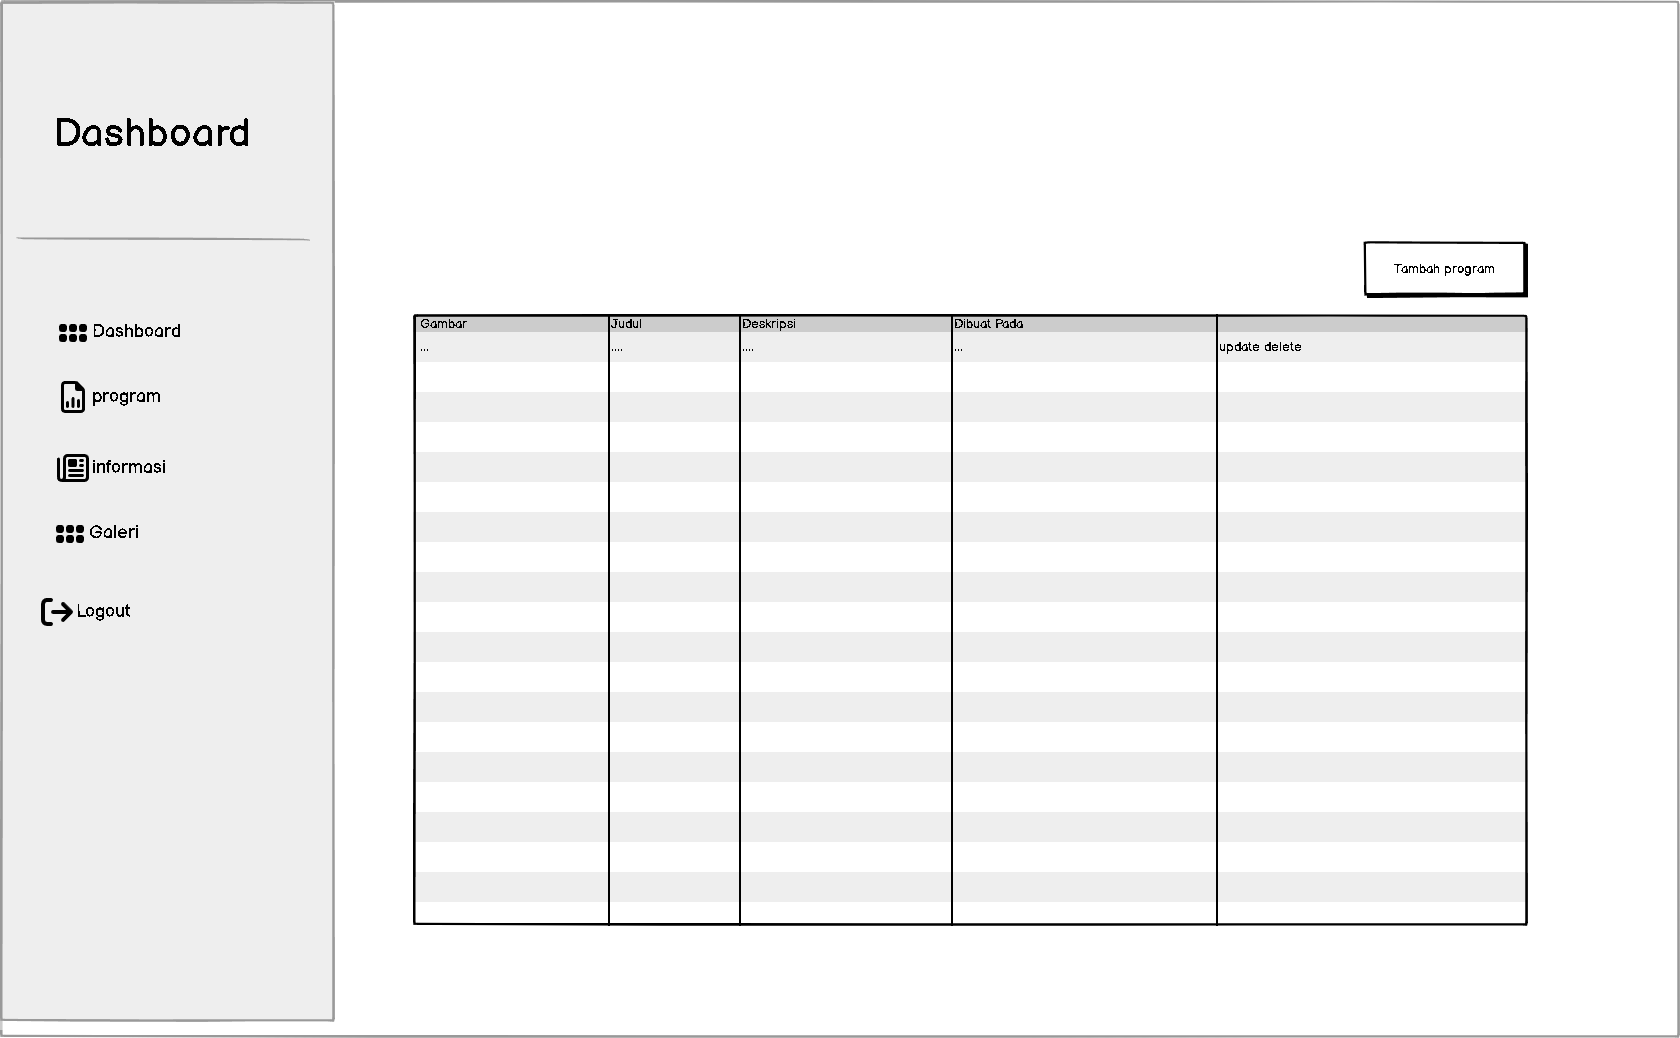 Dashboard
Dashboard
program
informasi
Galeri
Logout
Tambah program
Gambar Judul Deskripsi Dibuat Pada
... .... .... ... update delete